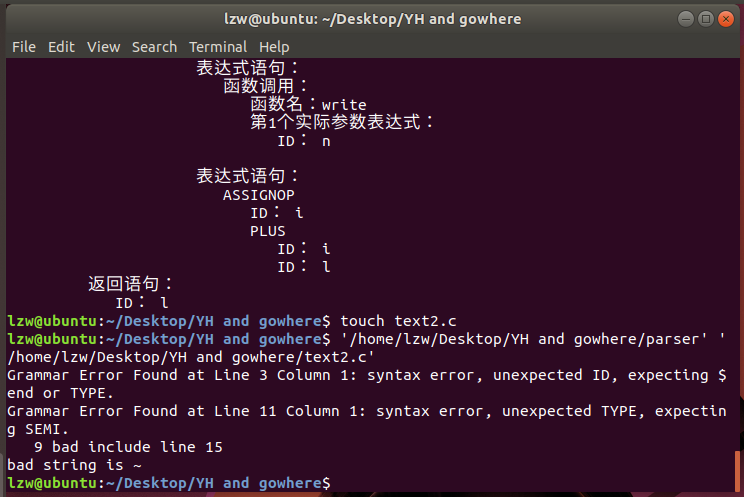 lzw@ubuntu: ~/Desktop/YH and gowhere
File Edit View Search Terminal Help
表达式语句：
函数调用：
函数名：write
第1个实际参数表达式：
ID： n
表达式语句：
ASSIGNOP
ID： i
PLUS
ID： i
ID： l
返回语句：
ID： l
lzw@ubuntu:~/Desktop/YH and gowhere$ touch text2.c
lzw@ubuntu:~/Desktop/YH and gowhere$ '/home/lzw/Desktop/YH and gowhere/parser' '
/home/lzw/Desktop/YH and gowhere/text2.c'
Grammar Error Found at Line 3 Column 1: syntax error, unexpected ID, expecting $
end or TYPE.
Grammar Error Found at Line 11 Column 1: syntax error, unexpected TYPE, expectin
g SEMI.
9 bad include line 15
bad string is ~
lzw@ubuntu:~/Desktop/YH and gowhere$